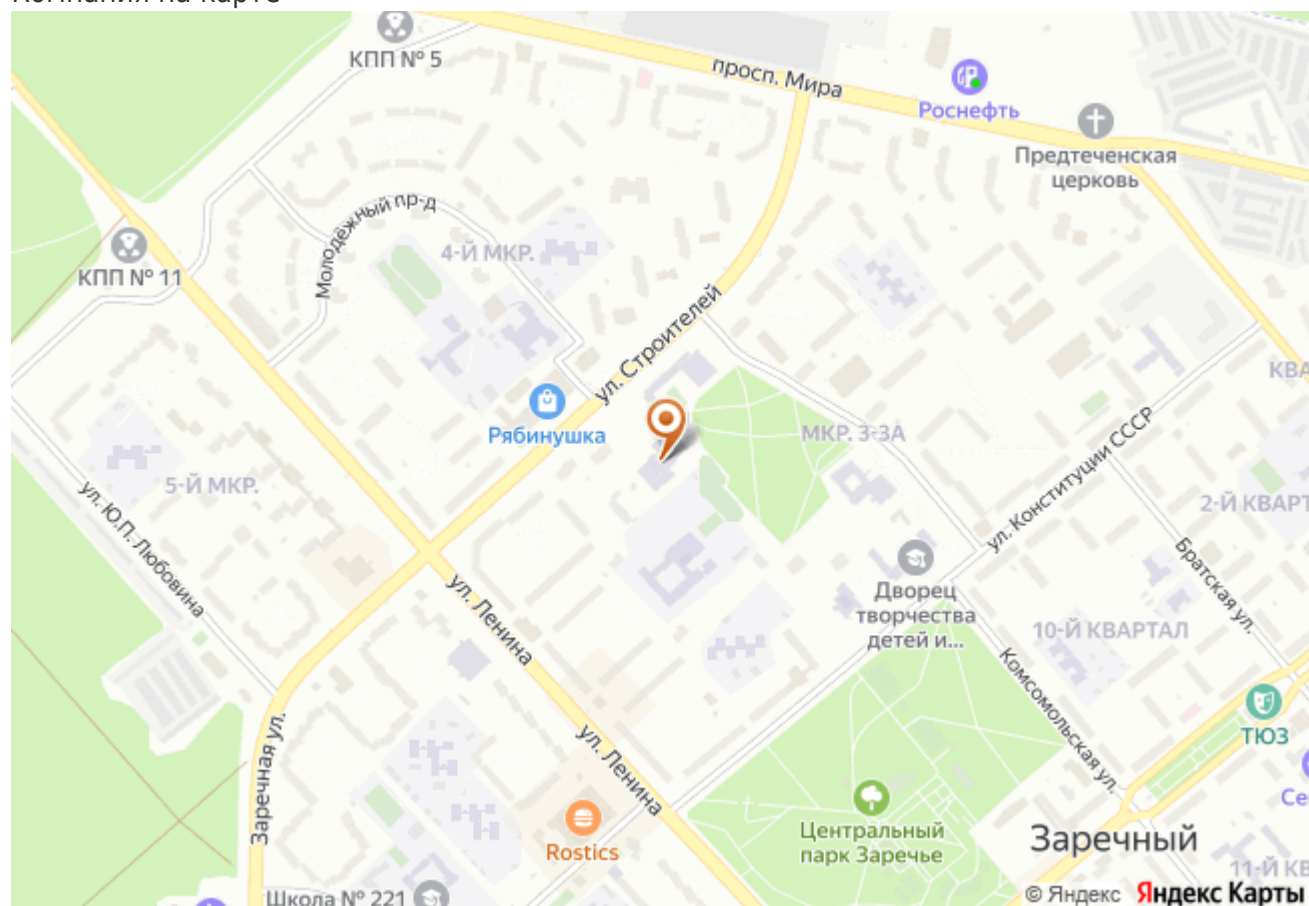 КПП № 5
просп. Мира
Роснефть
Предтеченская
церковь
Молодёжный пр-д
КПП № 11
4-Й МКР.
ул. Строителей
Рябинушка
МКР. 3-3А
ул. Конституции СССР
5-Й МКР.
2-Й КВАРТ
ул. Ю.П. Любовина
Братская ул.
ул. Ленина
Дворец
творчества
детей и...
10-Й КВАРТАЛ
Комсомольская ул.
ТЮЗ
ул. Ленина
Заречная ул.
Центральный
парк Заречье
Rostics
Заречный
11-Й КВ
Школа № 221
© Яндекс Яндекс Карты